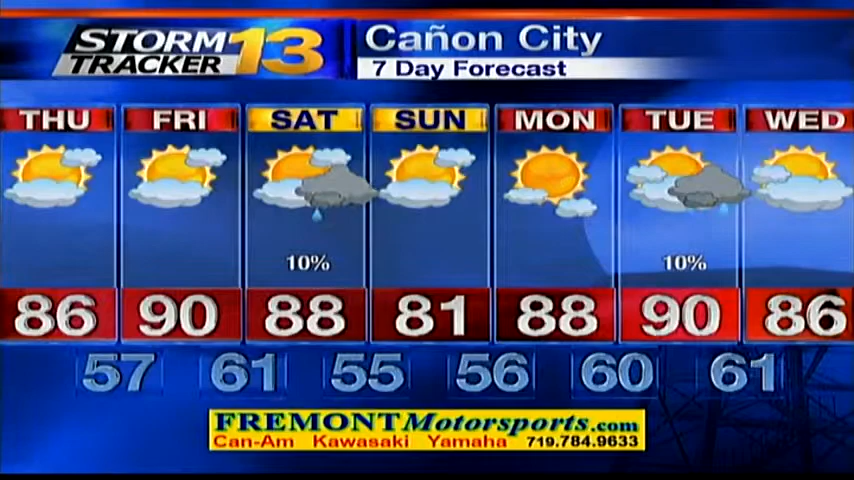 STORM
TRACKER 13
Cañon City
7 Day Forecast
THU FRI SAT SUN MON TUE WED
10% 10%
86 90 88 81 88 90 86
57 61 55 56 60 61
FREMONT Motorsports.com
Can-Am Kawasaki Yamaha 719.784.9633